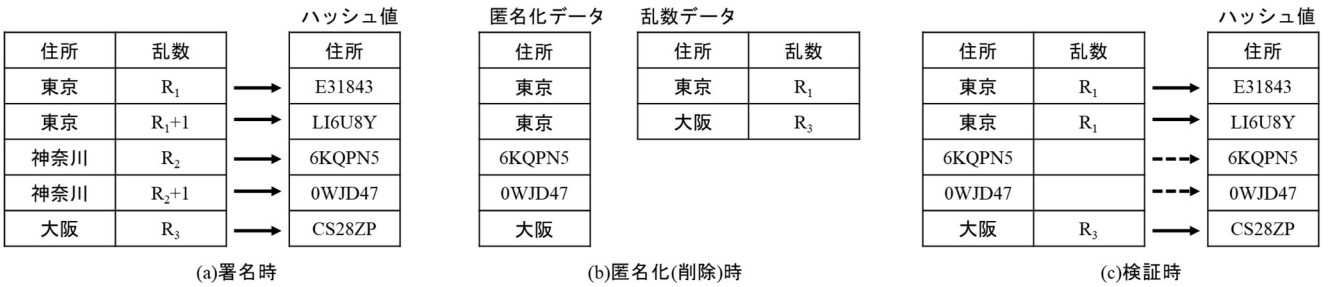 ハッシュ値
住所 乱数 住所
東京 R₁ E31843
東京 R₁+1 LI6U8Y
神奈川 R₂ 6KQPN5
神奈川 R₂+1 0WJD47
大阪 R₃ CS28ZP
(a)署名時
匿名化データ 乱数データ
住所 住所 乱数
東京 東京 R₁
東京 大阪 R₃
6KQPN5
0WJD47
大阪
(b)匿名化(削除)時
ハッシュ値
住所 乱数 住所
東京 R₁ E31843
東京 R₁ LI6U8Y
6KQPN5 6KQPN5
0WJD47 0WJD47
大阪 R₃ CS28ZP
(c)検証時